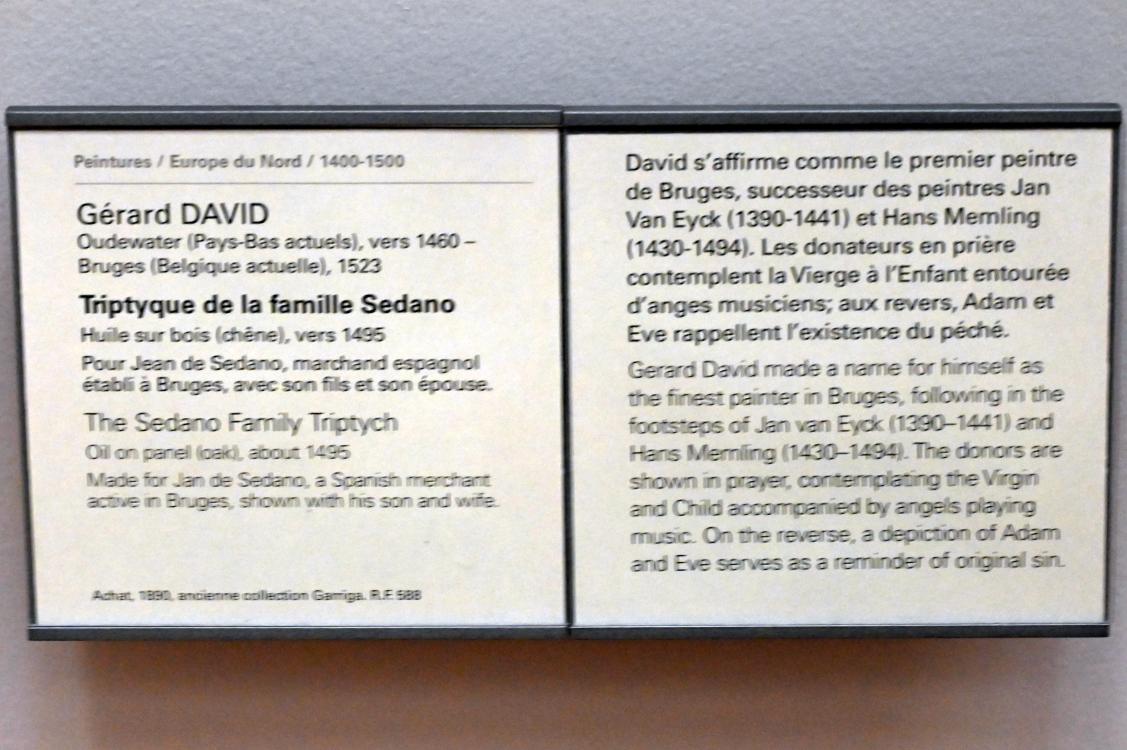 Peintures / Europe du Nord / 1400-1500
Gérard DAVID
Oudewater (Pays-Bas actuels), vers 1460 –
Bruges (Belgique actuelle), 1523
Triptyque de la famille Sedano
Huile sur bois (chêne), vers 1495
Pour Jean de Sedano, marchand espagnol
établi à Bruges, avec son fils et son épouse.
The Sedano Family Triptych
Oil on panel (oak), about 1495
Made for Jan de Sedano, a Spanish merchant
active in Bruges, shown with his son and wife.
Achat, 1890, ancienne collection Garriga. R.F. 588
David s'affirme comme le premier peintre
de Bruges, successeur des peintres Jan
Van Eyck (1390-1441) et Hans Memling
(1430-1494). Les donateurs en prière
contemplent la Vierge à l'Enfant entourée
d'anges musiciens; aux revers, Adam et
Eve rappellent l'existence du péché.
Gerard David made a name for himself as
the finest painter in Bruges, following in the
footsteps of Jan van Eyck (1390–1441) and
Hans Memling (1430–1494). The donors are
shown in prayer, contemplating the Virgin
and Child accompanied by angels playing
music. On the reverse, a depiction of Adam
and Eve serves as a reminder of original sin.